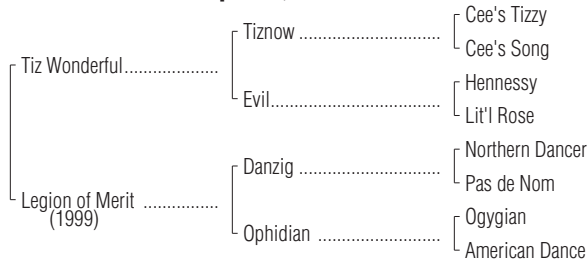 Cee's Tizzy
Tiznow ....................................
Cee's Song
Tiz Wonderful...................
Hennessy
Evil...........................................
Lit'l Rose
Northern Dancer
Danzig ....................................
Pas de Nom
Legion of Merit ................
(1999)
Ogygian
Ophidian ...............................
American Dance